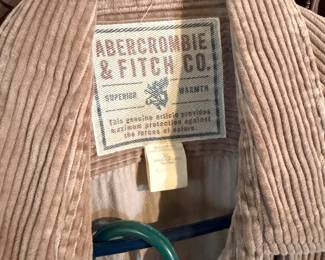 ABERCROMBIE
& FITCH CO.
SUPERIOR WARMTH
This genuine article provides
maximum protection against
the forces of nature.